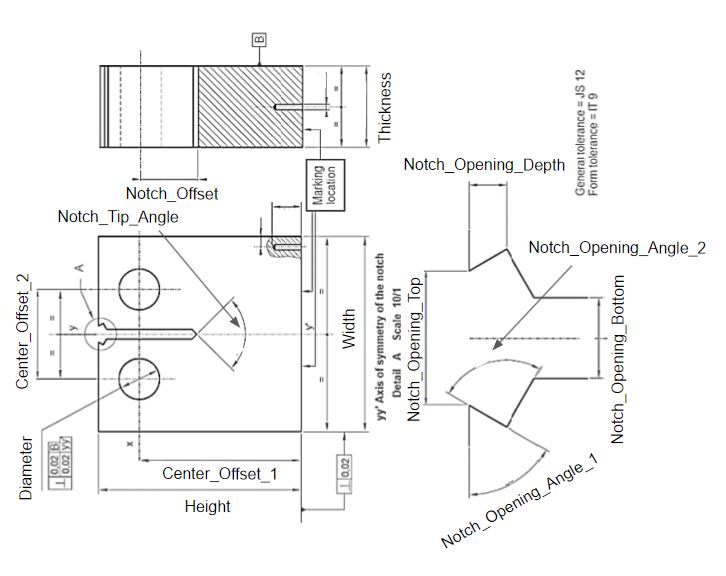 B
Thickness
General tolerance = JS 12
Form tolerance = IT 9
=
=
Marking
location
Notch_Offset
Notch_Tip_Angle
Notch_Opening_Depth
Notch_Opening_Angle_2
A
Center_Offset_2
=
=
y
y'
=
=
Width
yy' Axis of symmetry of the notch
Detail A Scale 10/1
Notch_Opening_Top
Notch_Opening_Bottom
Diameter
⊥ 0,02 B
⊥ 0,02 yy'
x
Center_Offset_1
⊥ 0,02
Height
Notch_Opening_Angle_1